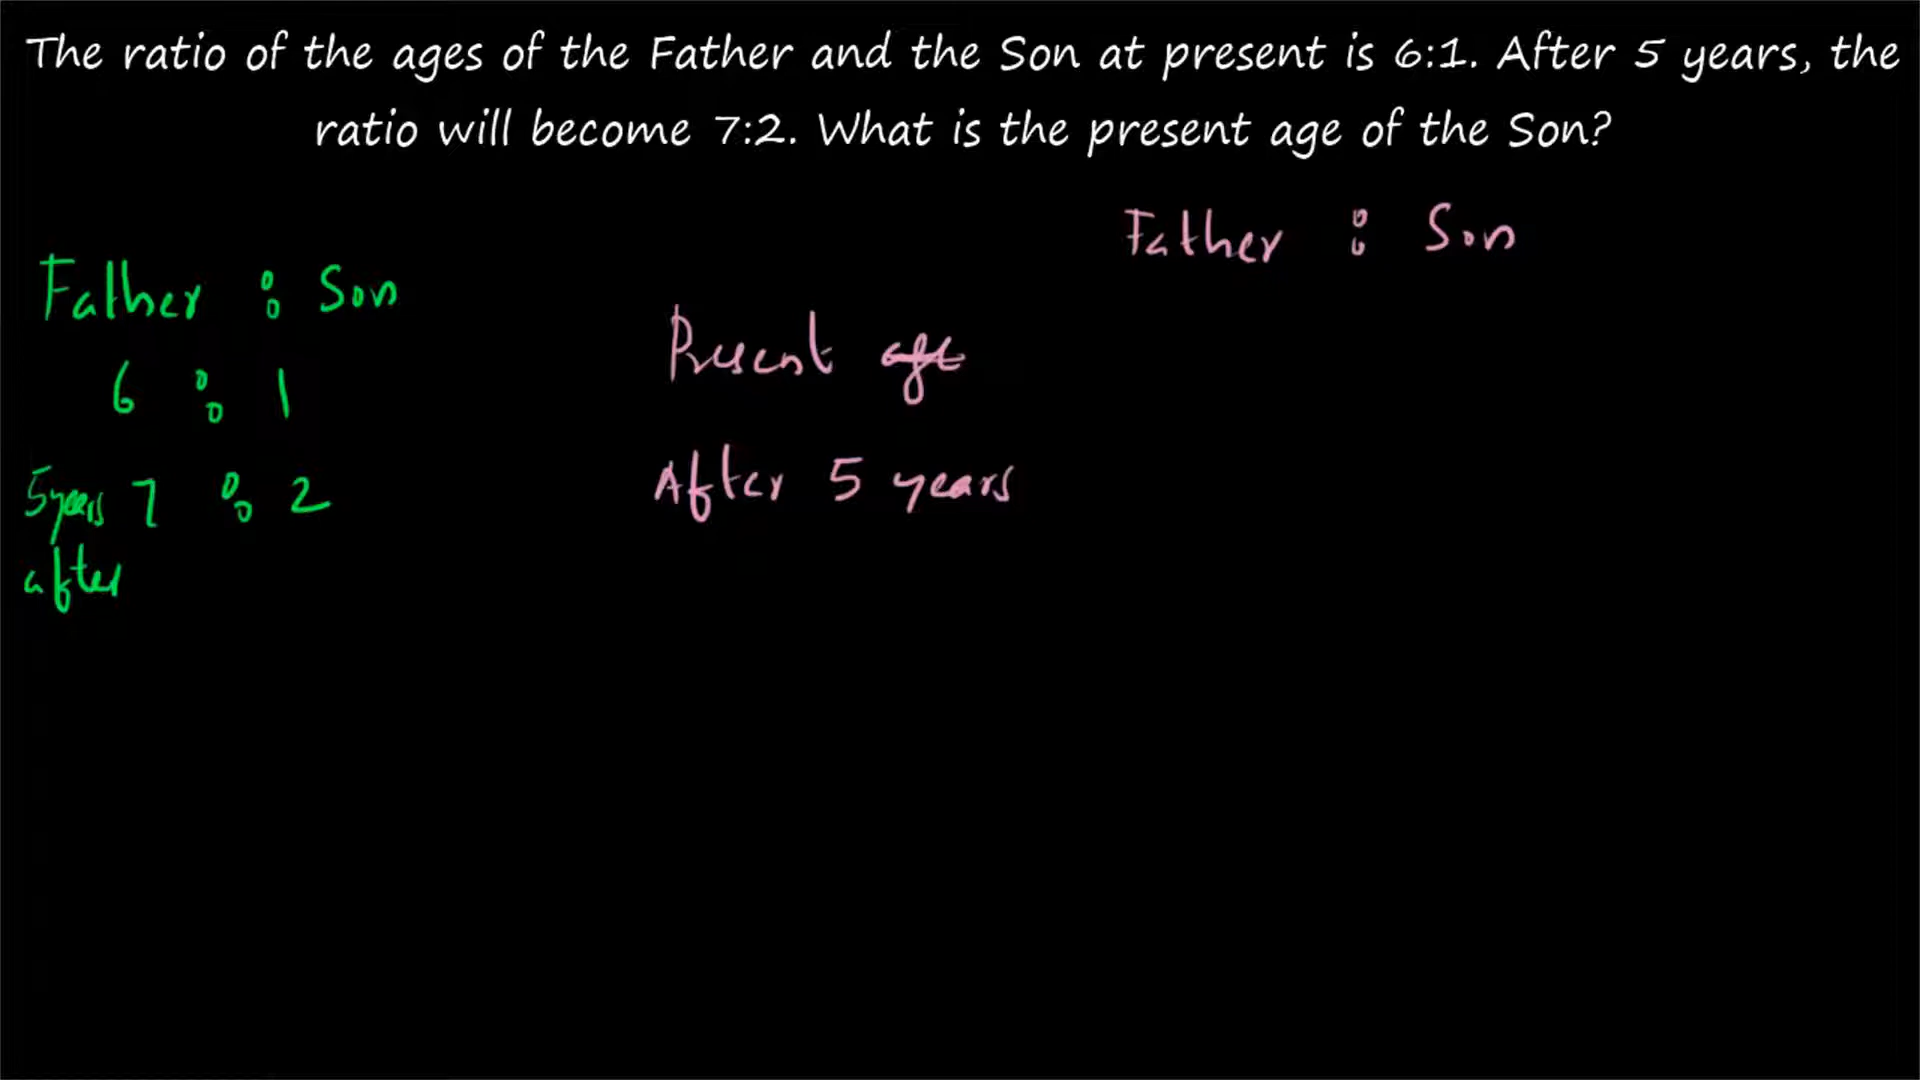 The ratio of the ages of the Father and the Son at present is 6:1. After 5 years, the
ratio will become 7:2. What is the present age of the Son?
Father : Son
6 : 1
5 years 7 : 2
after
Father : Son
Present
After 5 years